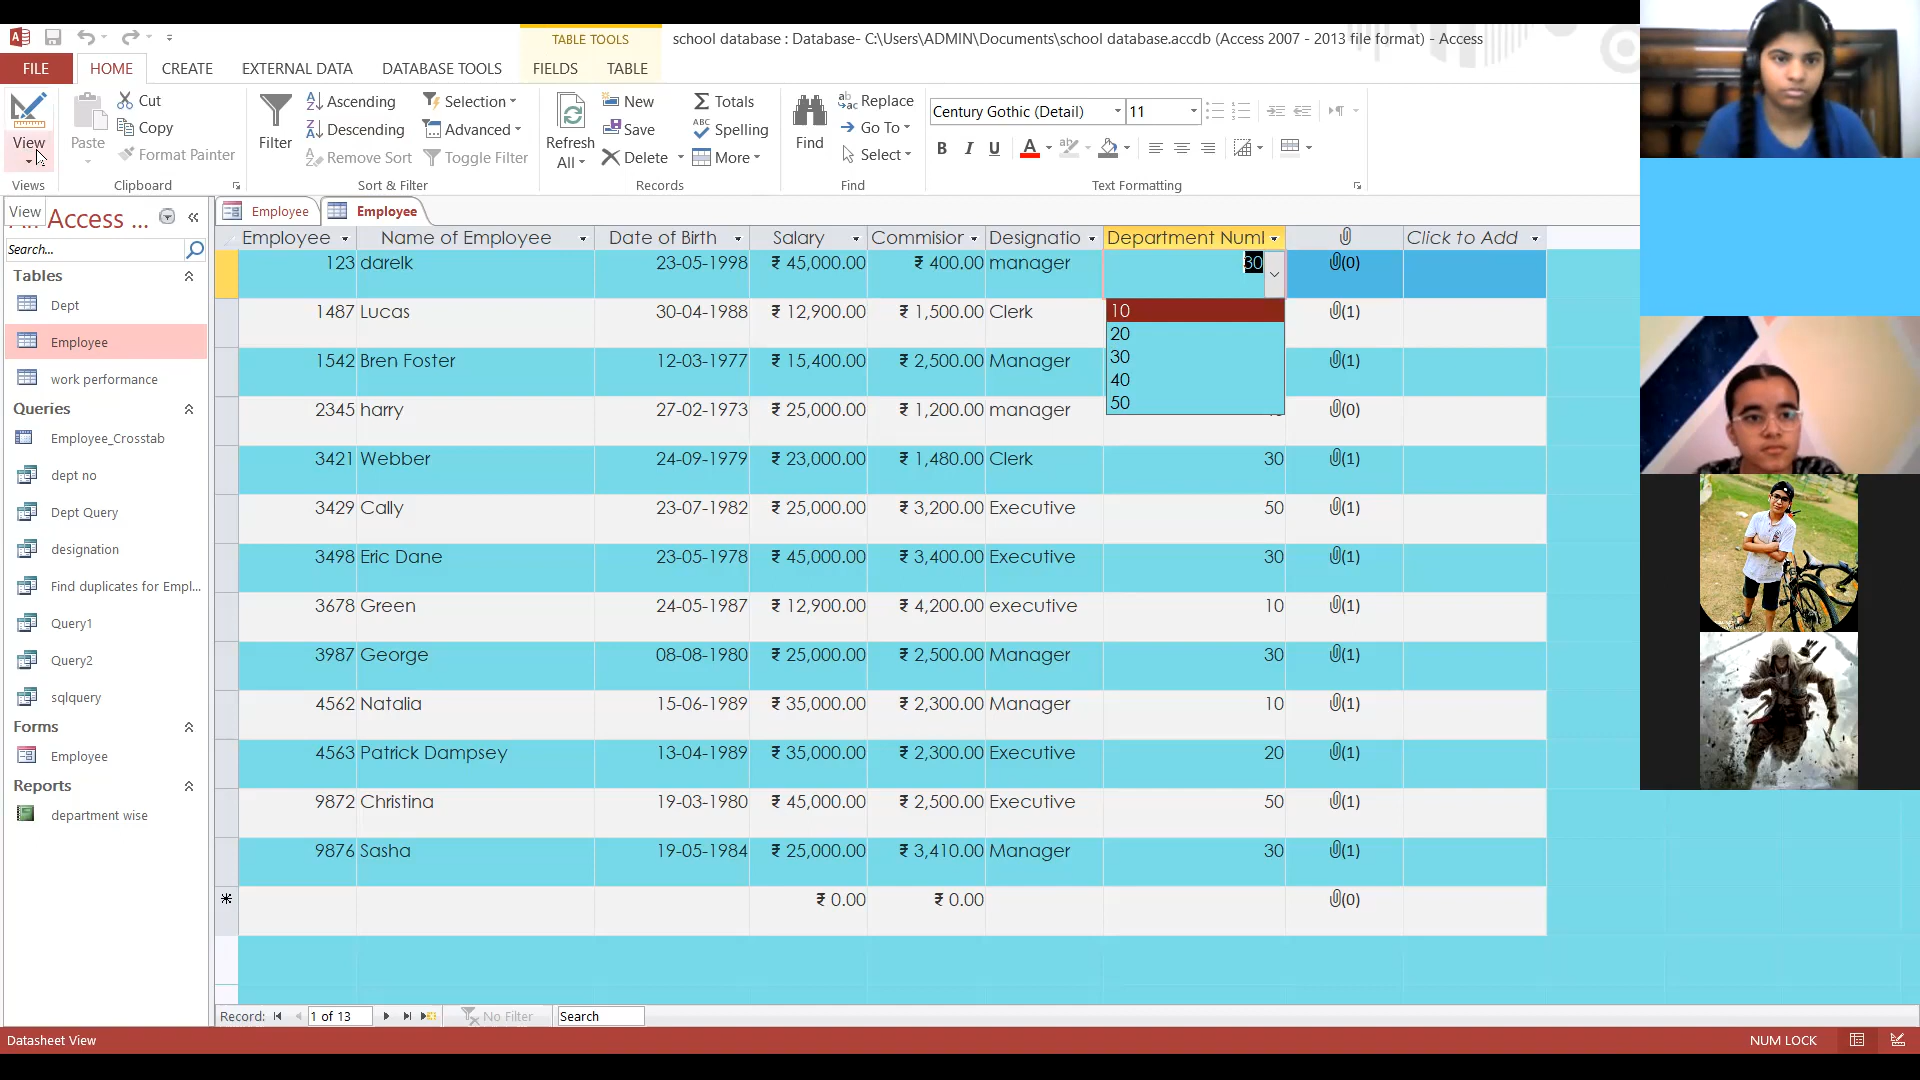 school database : Database- C:\Users\ADMIN\Documents\school database.accdb (Access 2007 - 2013 file format) - Access
TABLE TOOLS
FILE HOME CREATE EXTERNAL DATA DATABASE TOOLS FIELDS TABLE
View
Views
Paste
Cut
Copy
Format Painter
Clipboard
Filter
Ascending
Descending
Remove Sort
Selection
Advanced
Toggle Filter
Sort & Filter
Refresh All
New
Save
Delete
Totals
Spelling
More
Records
Find
Replace
Go To
Select
Find
Century Gothic (Detail) 11
B I U A
Text Formatting
View
Access ...
Search...
Tables
Dept
Employee
work performance
Queries
Employee_Crosstab
dept no
Dept Query
designation
Find duplicates for Empl...
Query1
Query2
sqlquery
Forms
Employee
Reports
department wise
Employee Employee
Employee Name of Employee Date of Birth Salary Commision Designatio Department Numl Click to Add
123 darelk 23-05-1998 ₹ 45,000.00 ₹ 400.00 manager 30 (0)
1487 Lucas 30-04-1988 ₹ 12,900.00 ₹ 1,500.00 Clerk (1)
1542 Bren Foster 12-03-1977 ₹ 15,400.00 ₹ 2,500.00 Manager (1)
2345 harry 27-02-1973 ₹ 25,000.00 ₹ 1,200.00 manager (0)
10
20
30
40
50
3421 Webber 24-09-1979 ₹ 23,000.00 ₹ 1,480.00 Clerk 30 (1)
3429 Cally 23-07-1982 ₹ 25,000.00 ₹ 3,200.00 Executive 50 (1)
3498 Eric Dane 23-05-1978 ₹ 45,000.00 ₹ 3,400.00 Executive 30 (1)
3678 Green 24-05-1987 ₹ 12,900.00 ₹ 4,200.00 executive 10 (1)
3987 George 08-08-1980 ₹ 25,000.00 ₹ 2,500.00 Manager 30 (1)
4562 Natalia 15-06-1989 ₹ 35,000.00 ₹ 2,300.00 Manager 10 (1)
4563 Patrick Dampsey 13-04-1989 ₹ 35,000.00 ₹ 2,300.00 Executive 20 (1)
9872 Christina 19-03-1980 ₹ 45,000.00 ₹ 2,500.00 Executive 50 (1)
9876 Sasha 19-05-1984 ₹ 25,000.00 ₹ 3,410.00 Manager 30 (1)
₹ 0.00 ₹ 0.00 (0)
Record: 1 of 13 No Filter Search
Datasheet View NUM LOCK